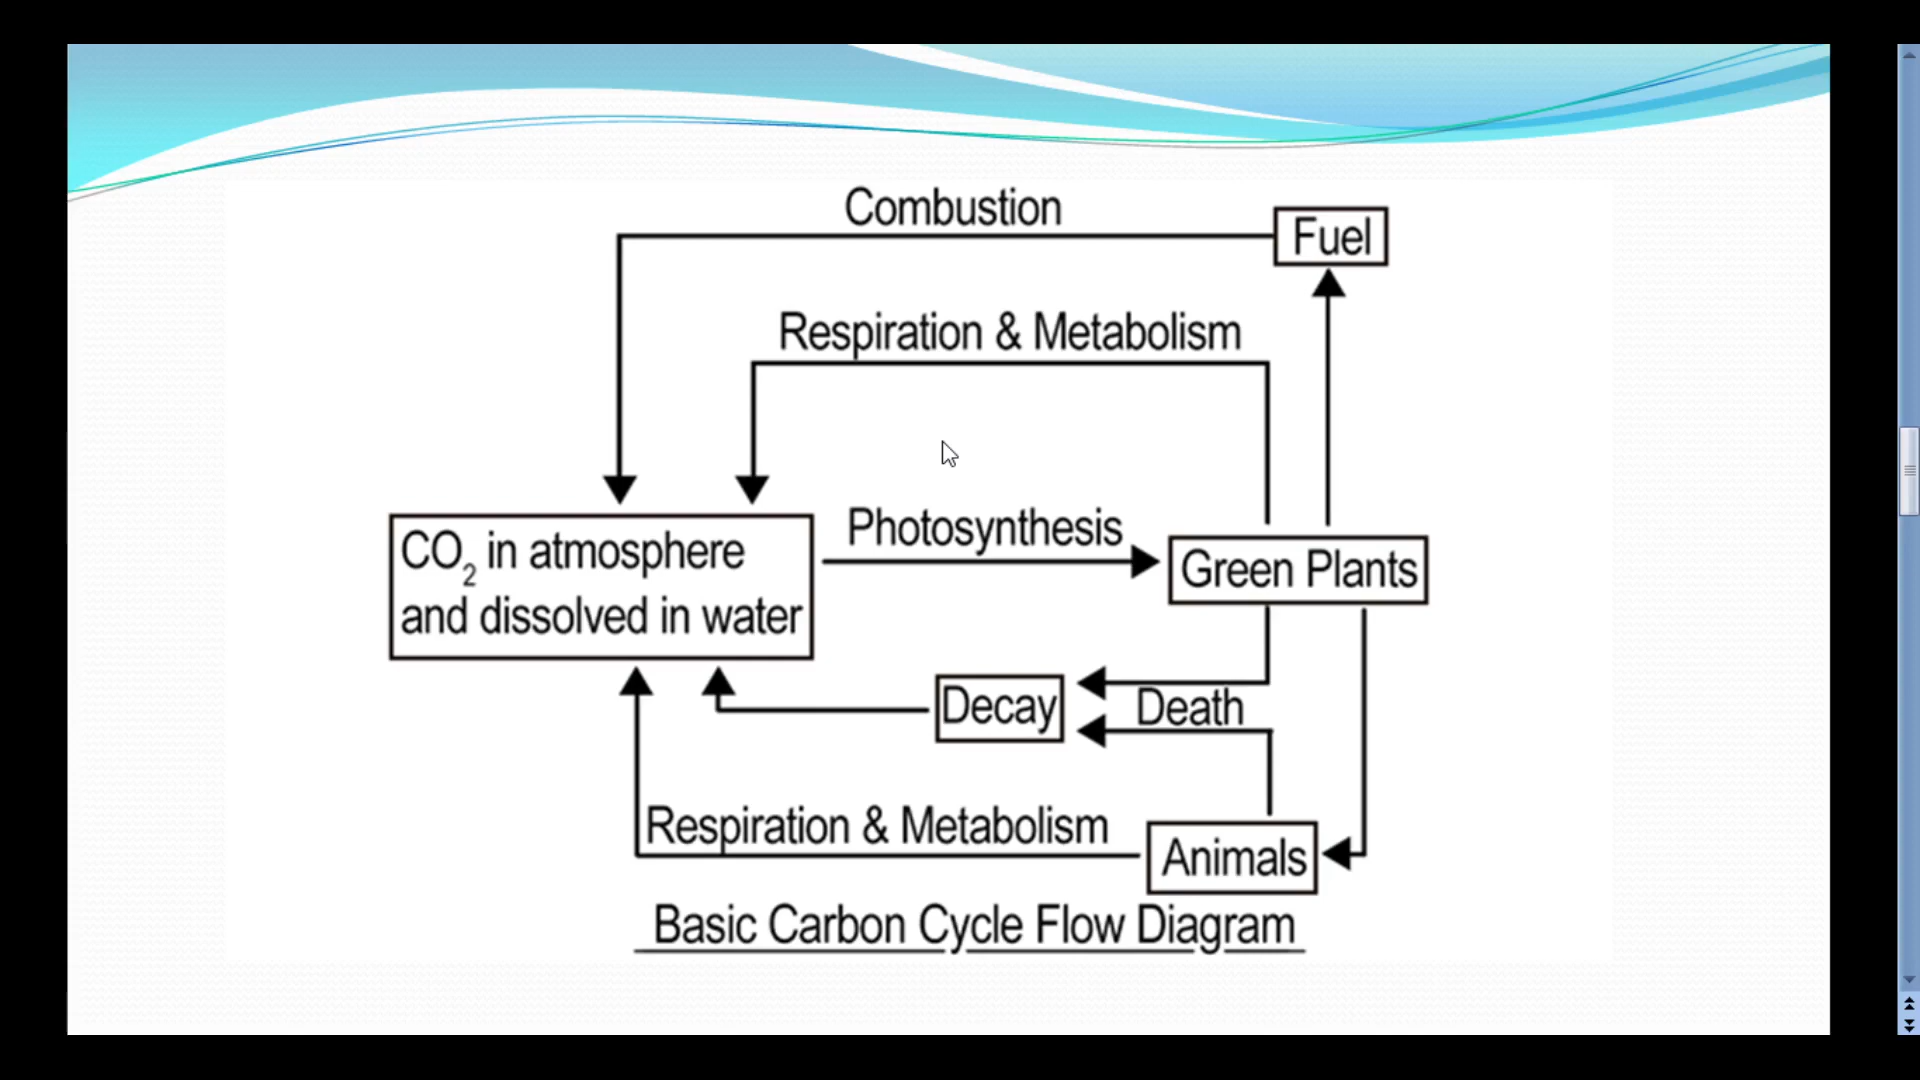 Combustion
Fuel
Respiration & Metabolism
Photosynthesis
CO₂ in atmosphere
and dissolved in water
Green Plants
Decay
Death
Respiration & Metabolism
Animals
Basic Carbon Cycle Flow Diagram